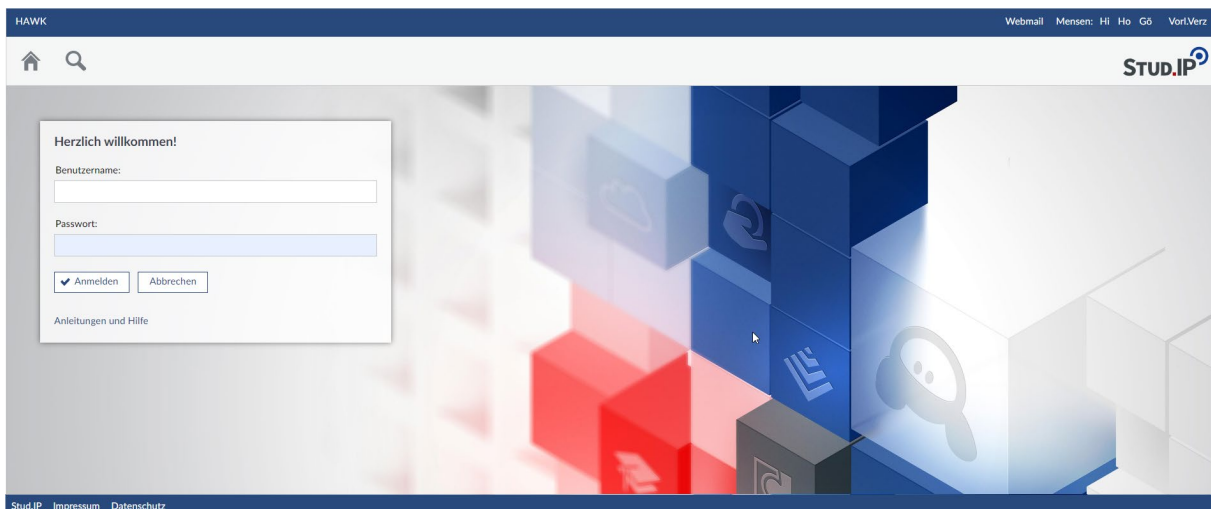 HAWK
Webmail Mensen: Hi Ho Gö Vorl.Verz
STUD.IP
Herzlich willkommen!
Benutzername:
Passwort:
Anmelden Abbrechen
Anleitungen und Hilfe
Stud.IP Impressum Datenschutz